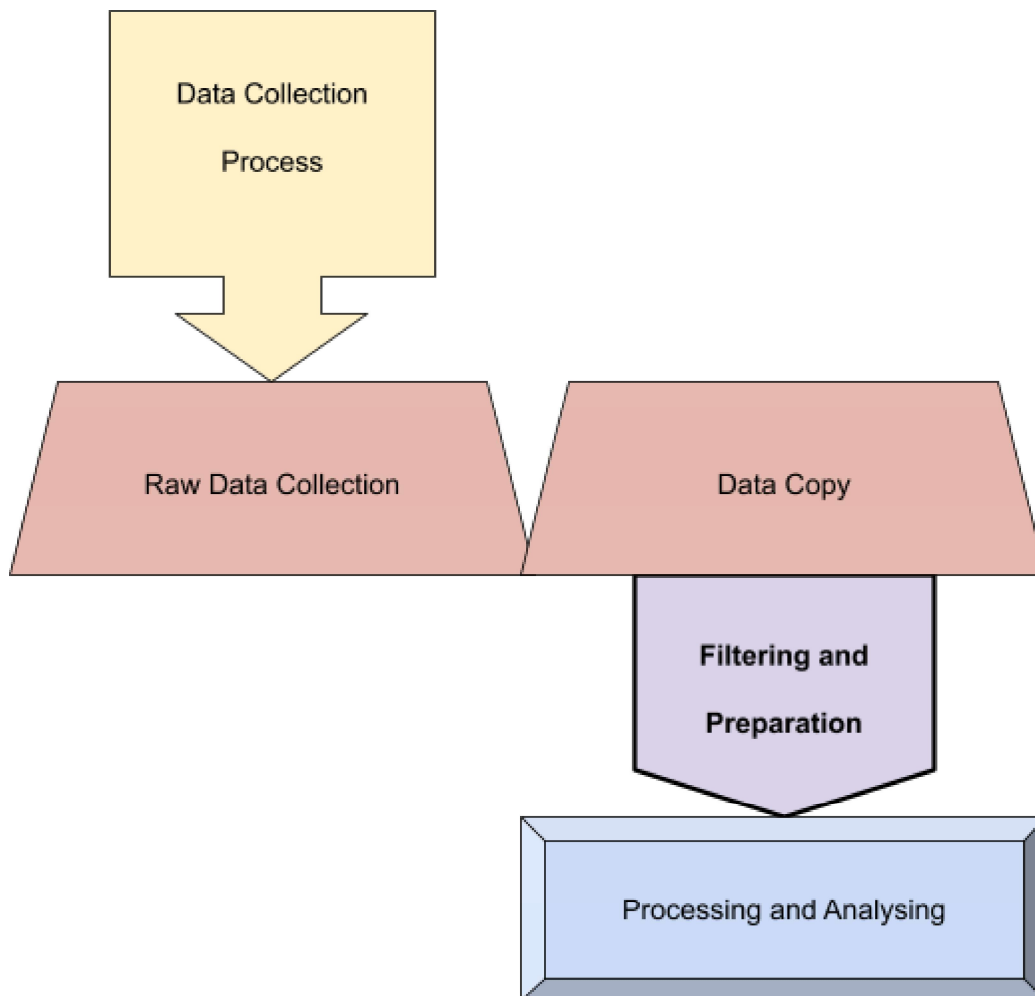 Data Collection
Process
Raw Data Collection
Data Copy
Filtering and
Preparation
Processing and Analysing